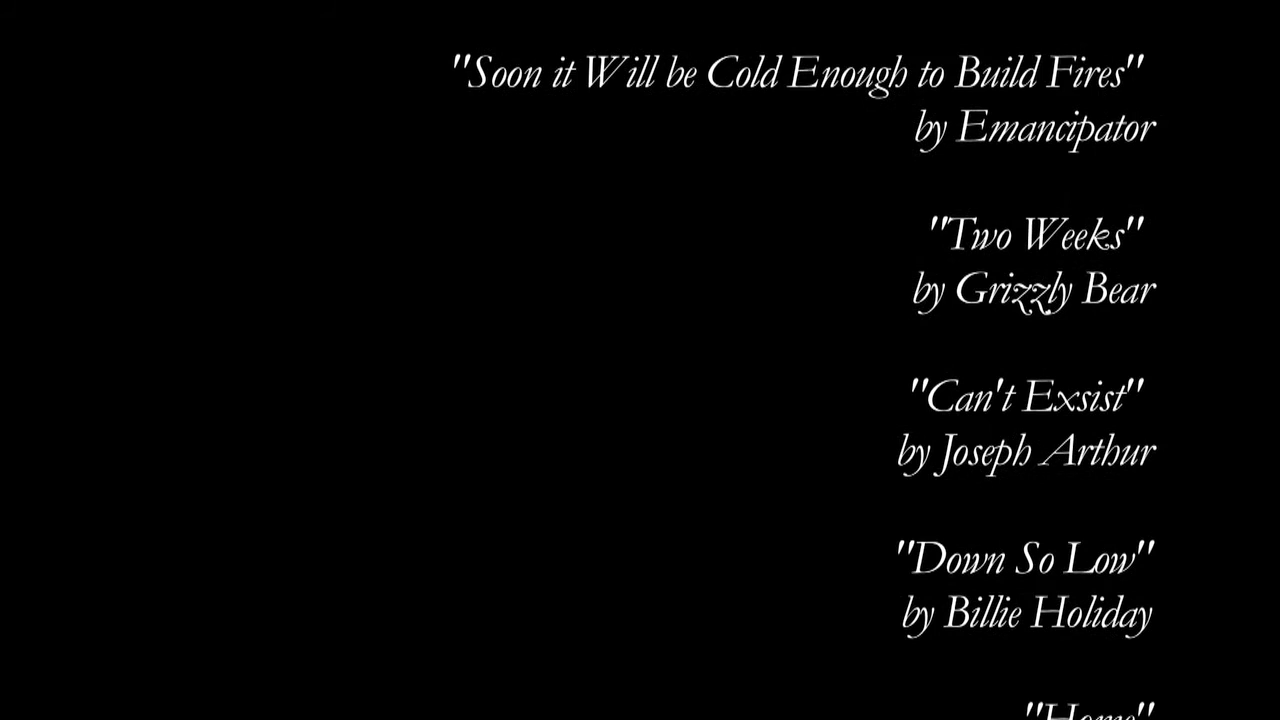 "Soon it Will be Cold Enough to Build Fires"
by Emancipator
"Two Weeks"
by Grizzly Bear
"Can't Exsist"
by Joseph Arthur
"Down So Low"
by Billie Holiday
"Home"